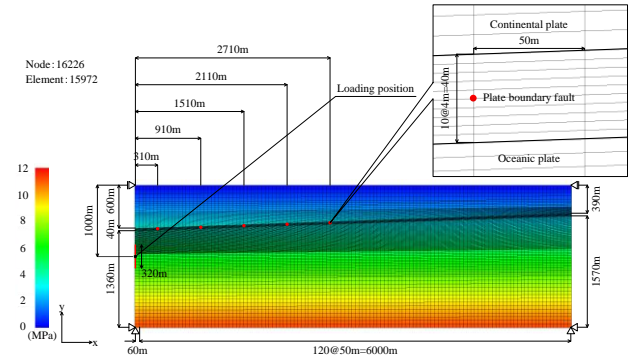 Continental plate
50m
10@4m=40m
Plate boundary fault
Oceanic plate
2710m
Node:16226
Element:15972
2110m
Loading position
1510m
910m
310m
12
10
8
6
4
2
0
(MPa)
1000m
600m
40m
1360m
320m
390m
1570m
y
x
60m
120@50m=6000m